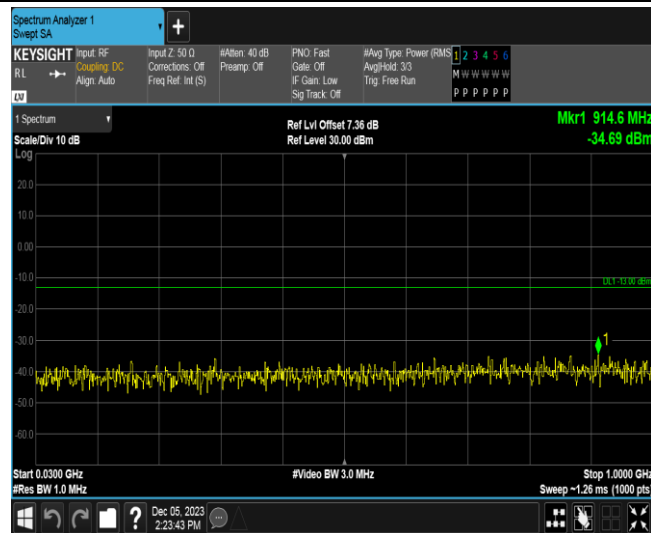 Spectrum Analyzer 1
Swept SA
+
KEYSIGHT
RL
LXI
Input: RF
Coupling: DC
Align: Auto
Input Z: 50 Ω
Corrections: Off
Freq Ref: Int (S)
#Atten: 40 dB
Preamp: Off
PNO: Fast
Gate: Off
IF Gain: Low
Sig Track: Off
#Avg Type: Power (RMS
Avg|Hold: 3/3
Trig: Free Run
1 2 3 4 5 6
M W W W W W
P P P P P P
1 Spectrum
Scale/Div 10 dB
Ref Lvl Offset 7.36 dB
Ref Level 30.00 dBm
Mkr1 914.6 MHz
-34.69 dBm
Log
20.0
10.0
0.00
-10.0
DL1 -13.00 dBm
-20.0
-30.0
1
-40.0
-50.0
-60.0
Start 0.0300 GHz
#Res BW 1.0 MHz
#Video BW 3.0 MHz
Stop 1.0000 GHz
Sweep ~1.26 ms (1000 pts)
?
Dec 05, 2023
2:23:43 PM